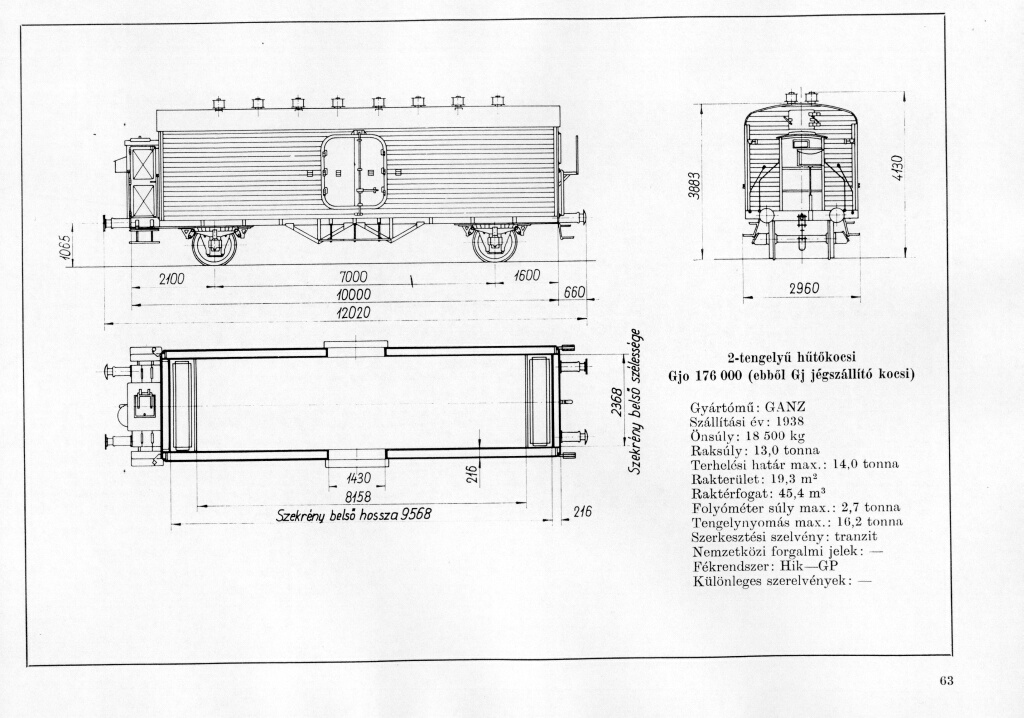 1065
2100
7000
1600
10000
660
12020
3883
4130
2960
2368
Szekrény belső szélessége
1430
216
8158
Szekrény belső hossza 9568
216
2-tengelyű hűtőkocsi
Gjo 176 000 (ebből Gj jégszállító kocsi)
Gyártómű: GANZ
Szállítási év: 1938
Önsúly: 18 500 kg
Raksúly: 13,0 tonna
Terhelési határ max.: 14,0 tonna
Rakterület: 19,3 m²
Raktérfogat: 45,4 m³
Folyóméter súly max.: 2,7 tonna
Tengelynyomás max.: 16,2 tonna
Szerkesztési szelvény: tranzit
Nemzetközi forgalmi jelek: —
Fékrendszer: Hik—GP
Különleges szerelvények: —
63